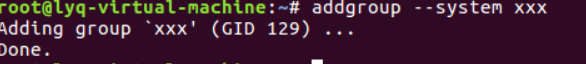 root@lyq-virtual-machine:~# addgroup --system xxx
Adding group `xxx' (GID 129) ...
Done.